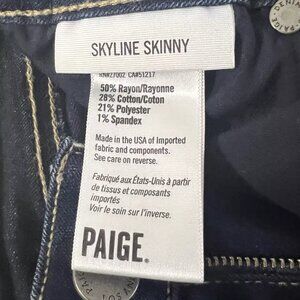 SKYLINE SKINNY
RN#27002 CA#51217
50% Rayon/Rayonne
28% Cotton/Coton
21% Polyester
1% Spandex
Made in the USA of Imported
fabric and components.
See care on reverse.
Fabriqué aux États-Unis à partir
de tissus et composants
importés
Voir le soin sur l'inverse.
PAIGE.
PAIGE DENIM